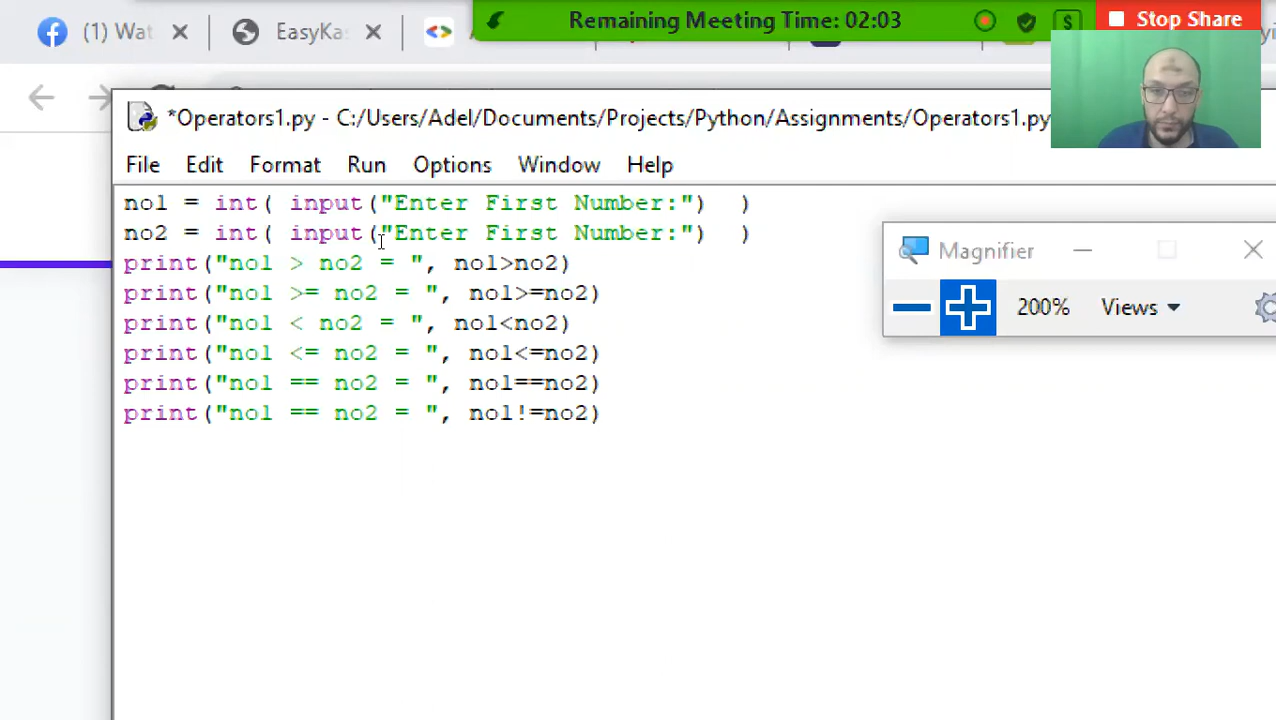 Remaining Meeting Time: 02:03
Stop Share
(1) Wat
EasyKa
*Operators1.py - C:/Users/Adel/Documents/Projects/Python/Assignments/Operators1.py
File Edit Format Run Options Window Help
no1 = int( input("Enter First Number:")  )
no2 = int( input("Enter First Number:")  )
print("no1 > no2 = ", no1>no2)
print("no1 >= no2 = ", no1>=no2)
print("no1 < no2 = ", no1<no2)
print("no1 <= no2 = ", no1<=no2)
print("no1 == no2 = ", no1==no2)
print("no1 == no2 = ", no1!=no2)
Magnifier
200% Views